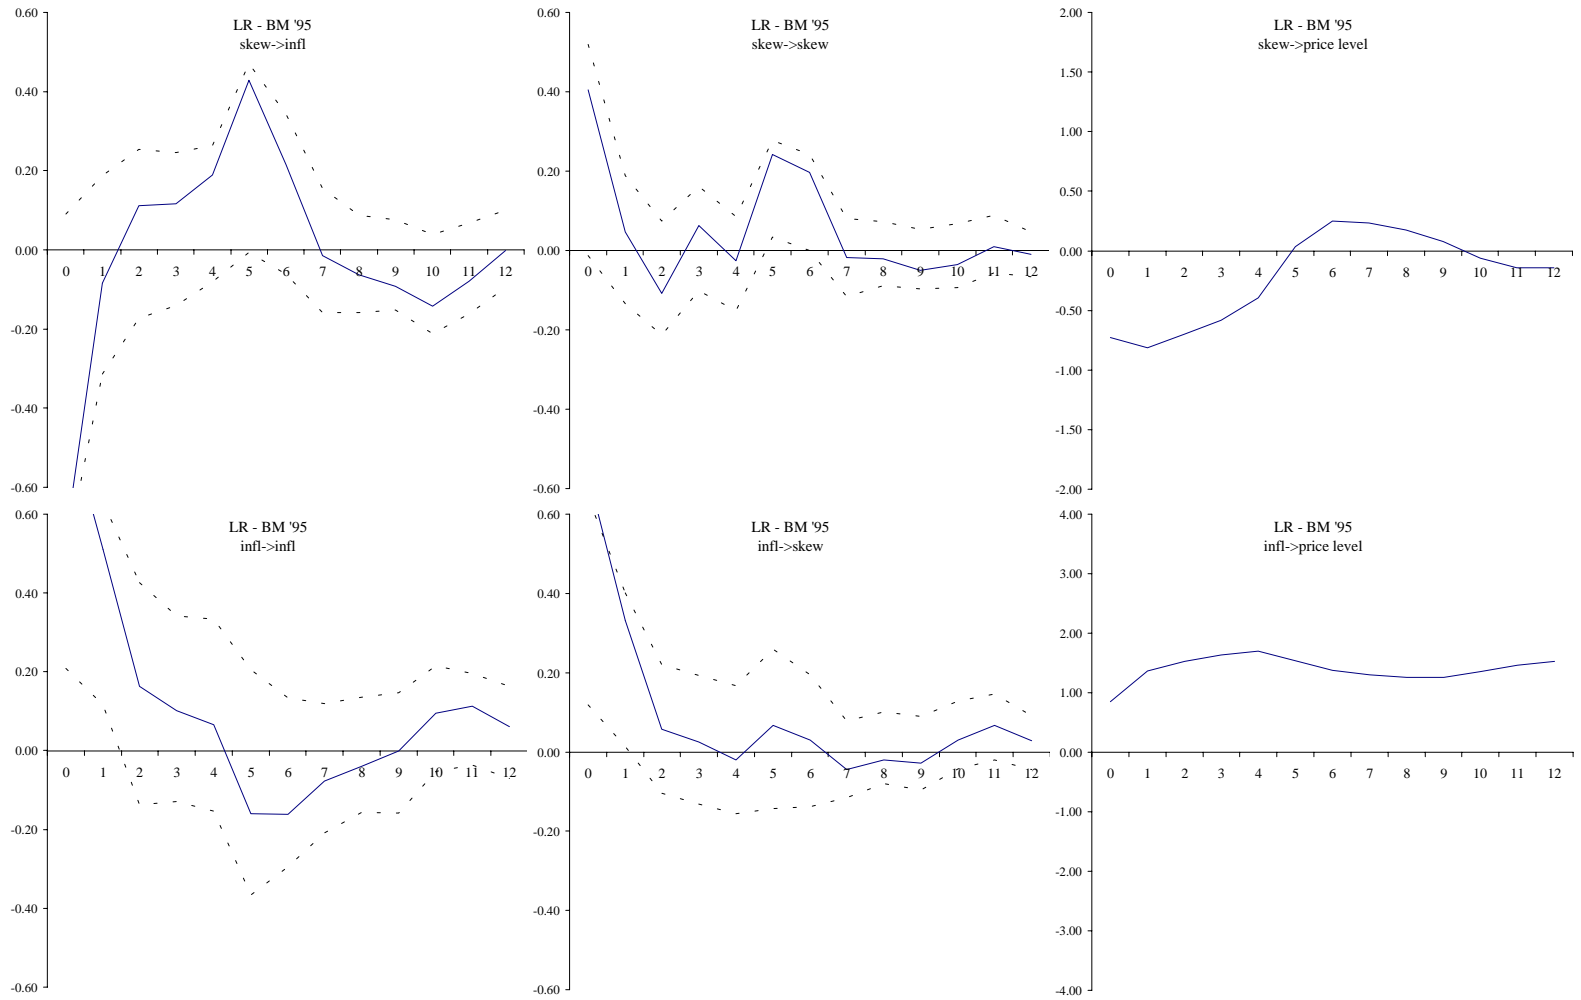 LR - BM '95
skew->infl
0.60
0.40
0.20
0.00
-0.20
-0.40
-0.60
0 1 2 3 4 5 6 7 8 9 10 11 12
LR - BM '95
skew->skew
0.60
0.40
0.20
0.00
-0.20
-0.40
-0.60
0 1 2 3 4 5 6 7 8 9 10 11 12
LR - BM '95
skew->price level
2.00
1.50
1.00
0.50
0.00
-0.50
-1.00
-1.50
-2.00
0 1 2 3 4 5 6 7 8 9 10 11 12
LR - BM '95
infl->infl
0.60
0.40
0.20
0.00
-0.20
-0.40
-0.60
0 1 2 3 4 5 6 7 8 9 10 11 12
LR - BM '95
infl->skew
0.60
0.40
0.20
0.00
-0.20
-0.40
-0.60
0 1 2 3 4 5 6 7 8 9 10 11 12
LR - BM '95
infl->price level
4.00
3.00
2.00
1.00
0.00
-1.00
-2.00
-3.00
-4.00
0 1 2 3 4 5 6 7 8 9 10 11 12